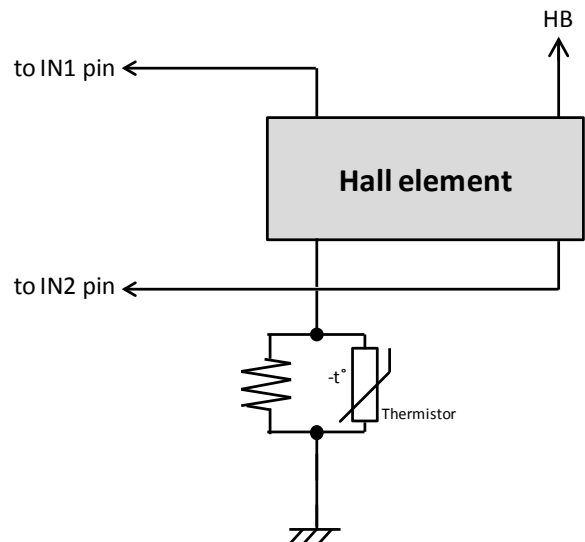 HB
to IN1 pin
Hall element
to IN2 pin
-t°
Thermistor